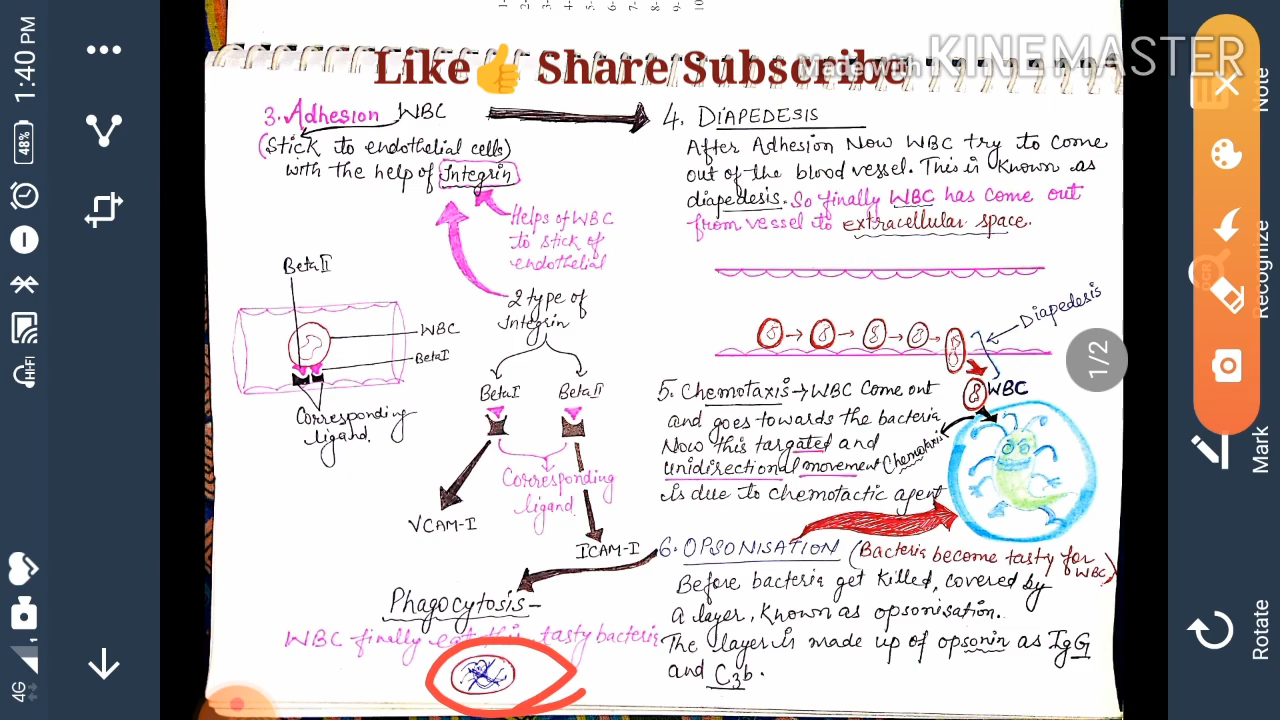 1:40 PM
48%
HI-FI
4G
Like👍 Share Subscribe
Made with KINEMASTER
3. Adhesion WBC
(Stick to endothelial cells)
with the help of Integrin
Helps of WBC
to stick of
endothelial
2 type of
Integrin
Beta I Beta II
Corresponding
ligand
VCAM-I
ICAM-I
Beta II
WBC
Beta I
Corresponding
ligand.
4. DIAPEDESIS
After Adhesion Now WBC try to come
out of the blood vessel. This is known as
diapedesis. So finally WBC has come out
from vessel to extracellular space.
Diapedesis
WBC
5. Chemotaxis → WBC Come out
and goes towards the bacteria
Now this targated and
unidirectional movement (Chemotaxis
is due to chemotactic agent
6. OPSONISATION (Bacteria become tasty for
WBC)
Before bacteria get killed, covered by
a layer, known as opsonisation.
The layer is made up of opsonin as IgG
and C3b.
Phagocytosis-
WBC finally eat this tasty bacteria
1/2
Note
Recognize
OCR
Mark
Rotate